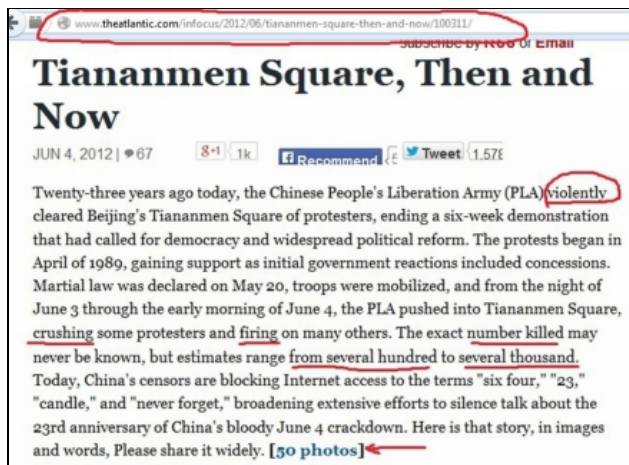 www.theatlantic.com/infocus/2012/06/tiananmen-square-then-and-now/100311/
Subscribe by RSS or Email
Tiananmen Square, Then and
Now
JUN 4, 2012 | 67
8+1 1k Recommend Tweet 1,578
Twenty-three years ago today, the Chinese People's Liberation Army (PLA) violently
cleared Beijing's Tiananmen Square of protesters, ending a six-week demonstration
that had called for democracy and widespread political reform. The protests began in
April of 1989, gaining support as initial government reactions included concessions.
Martial law was declared on May 20, troops were mobilized, and from the night of
June 3 through the early morning of June 4, the PLA pushed into Tiananmen Square,
crushing some protesters and firing on many others. The exact number killed may
never be known, but estimates range from several hundred to several thousand.
Today, China's censors are blocking Internet access to the terms "six four," "23,"
"candle," and "never forget," broadening extensive efforts to silence talk about the
23rd anniversary of China's bloody June 4 crackdown. Here is that story, in images
and words, Please share it widely. [50 photos]